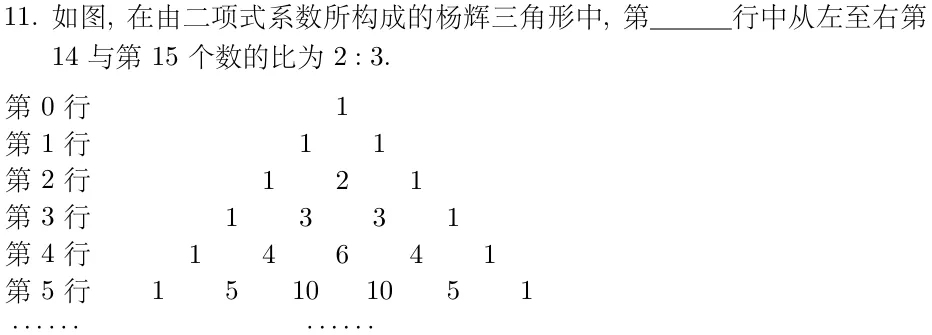 11. 如图, 在由二项式系数所构成的杨辉三角形中, 第______行中从左至右第
14 与第 15 个数的比为 2 : 3.
第 0 行 1
第 1 行 1 1
第 2 行 1 2 1
第 3 行 1 3 3 1
第 4 行 1 4 6 4 1
第 5 行 1 5 10 10 5 1
······ ······